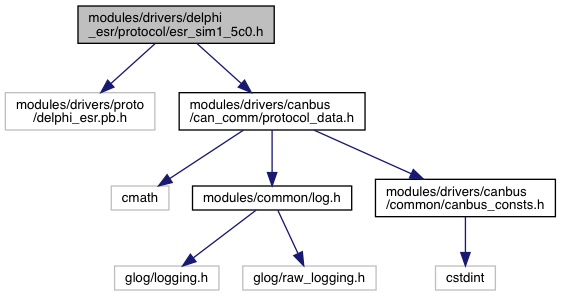 modules/drivers/delphi
_esr/protocol/esr_sim1_5c0.h
modules/drivers/proto
/delphi_esr.pb.h
modules/drivers/canbus
/can_comm/protocol_data.h
cmath
modules/common/log.h
modules/drivers/canbus
/common/canbus_consts.h
glog/logging.h
glog/raw_logging.h
cstdint